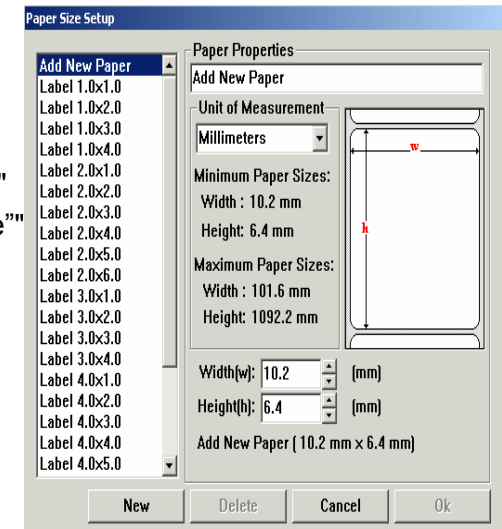 Paper Size Setup
"
e”"
Add New Paper
Label 1.0x1.0
Label 1.0x2.0
Label 1.0x3.0
Label 1.0x4.0
Label 2.0x1.0
Label 2.0x2.0
Label 2.0x3.0
Label 2.0x4.0
Label 2.0x5.0
Label 2.0x6.0
Label 3.0x1.0
Label 3.0x2.0
Label 3.0x3.0
Label 3.0x4.0
Label 4.0x1.0
Label 4.0x2.0
Label 4.0x3.0
Label 4.0x4.0
Label 4.0x5.0
Paper Properties
Add New Paper
Unit of Measurement
Millimeters
Minimum Paper Sizes:
Width : 10.2 mm
Height: 6.4 mm
Maximum Paper Sizes:
Width : 101.6 mm
Height: 1092.2 mm
w
h
Width(w): 10.2 (mm)
Height(h): 6.4 (mm)
Add New Paper ( 10.2 mm x 6.4 mm)
New Delete Cancel Ok